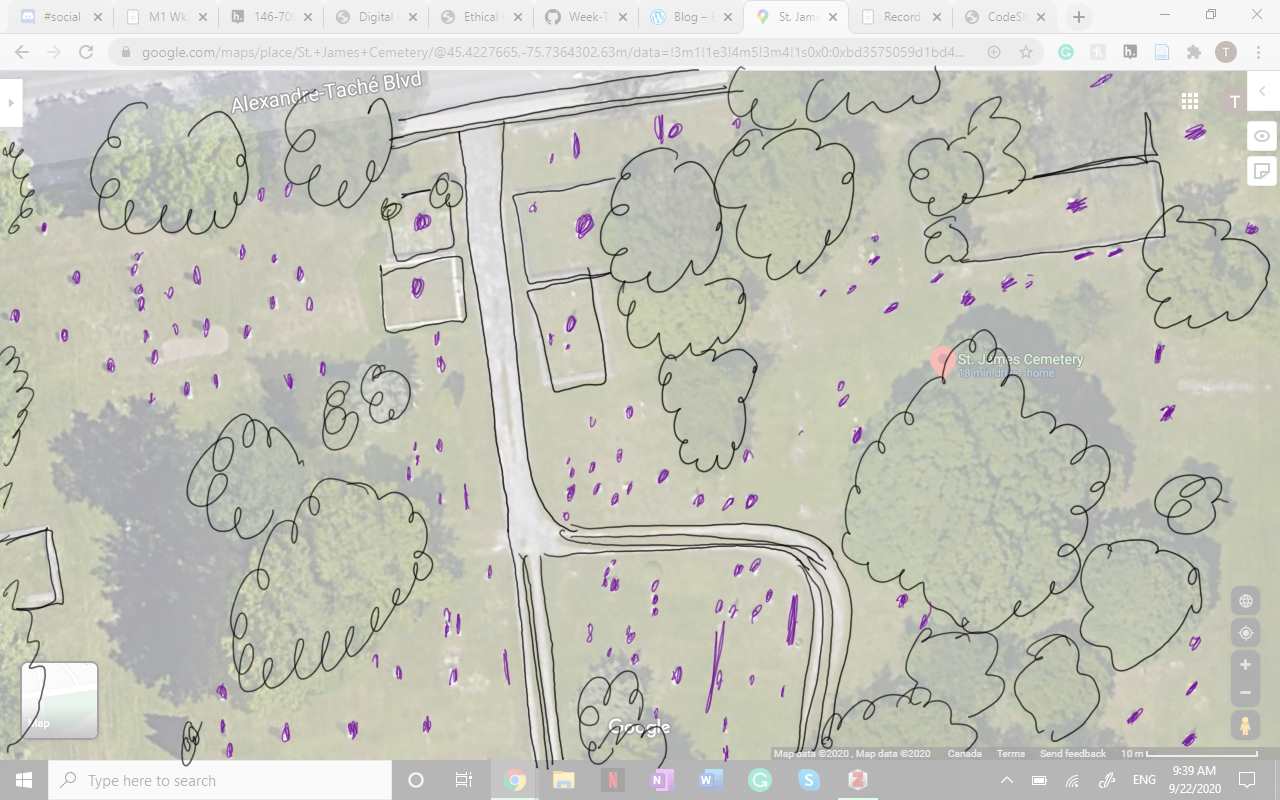 #social
M1 Wk
146-70
Digital
Ethical
Week-T
Blog –
St. Jame
Record
CodeSh
google.com/maps/place/St.+James+Cemetery/@45.4227665,-75.7364302,63m/data=!3m1!1e3!4m5!3m4!1s0x0:0xbd3575059d1bd4...
T
Alexandre-Taché Blvd
T
St. James Cemetery
18 min drive - home
Map
Google
Map data ©2020 , Map data ©2020 Canada Terms Send feedback 10 m
Type here to search
ENG
9:39 AM
9/22/2020